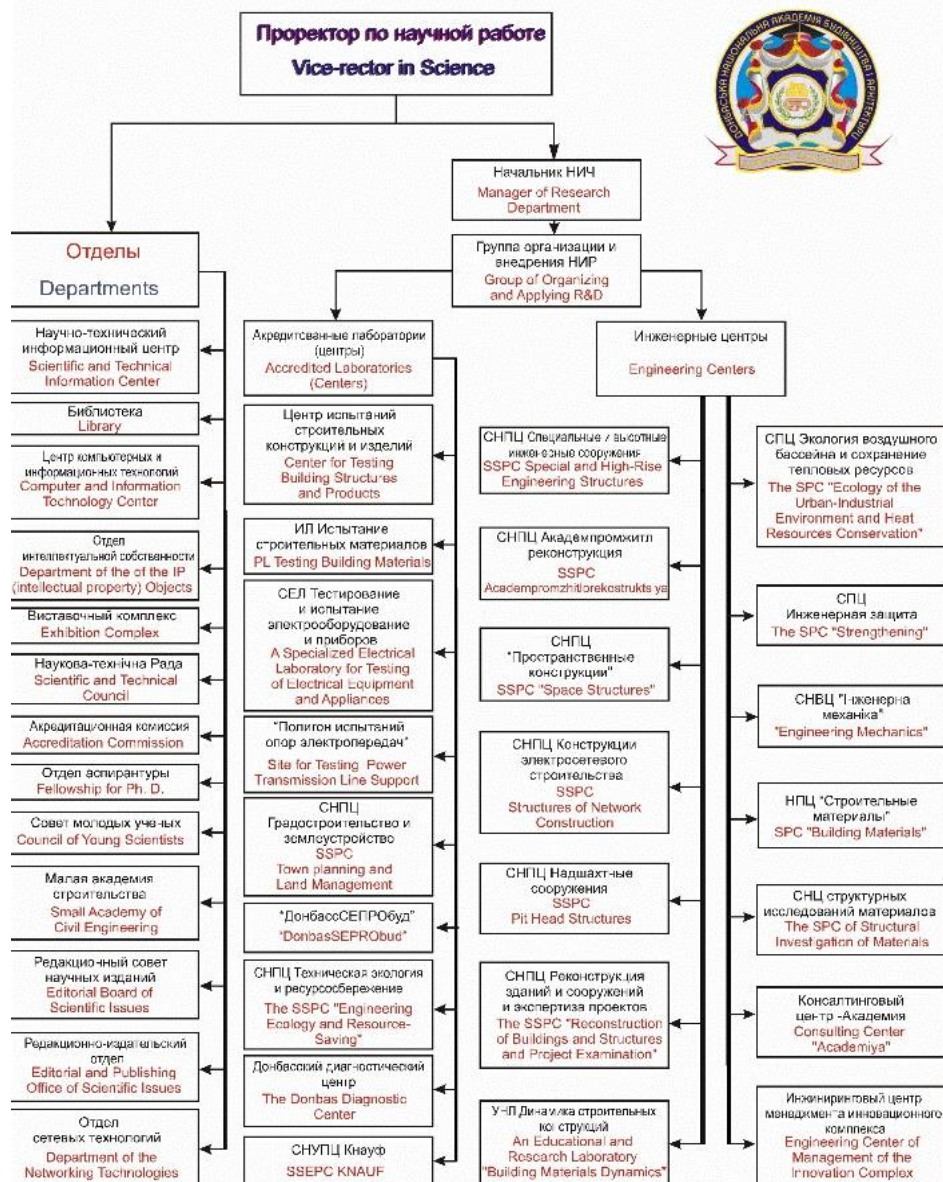 Проректор по научной работе
Vice-rector in Science
ДОНБАСЬКА НАЦІОНАЛЬНА АКАДЕМІЯ БУДІВНИЦТВА І АРХІТЕКТУРИ
Начальник НИЧ
Manager of Research
Department
Группа организации и
внедрения НИР
Group of Organizing
and Applying R&D
Отделы
Departments
Научно-технический
информационный центр
Scientific and Technical
Information Center
Библиотека
Library
Центр компьютерных и
информационных технологий
Computer and Information
Technology Center
Отдел
интеллектуальной собственности
Department of the of the IP
(intellectual property) Objects
Виставочный комплекс
Exhibition Complex
Наукова-технічна Рада
Scientific and Technical
Council
Акредитационная комиссия
Accreditation Commission
Отдел аспирантуры
Fellowship for Ph. D.
Совет молодых ученых
Council of Young Scientists
Малая академия
строительства
Small Academy of
Civil Engineering
Редакционный совет
научных изданий
Editorial Board of
Scientific Issues
Редакционно-издательский
отдел
Editorial and Publishing
Office of Scientific Issues
Отдел
сетевых технологий
Department of the
Networking Technologies
Акредитованные лаборатории
(центры)
Accredited Laboratories
(Centers)
Центр испытаний
строительных
конструкций и изделий
Center for Testing
Building Structures
and Products
ИЛ Испытание
строительных материалов
PL Testing Building Materials
СЕЛ Тестирование
и испытание
электрооборудование
и приборов
A Specialized Electrical
Laboratory for Testing
of Electrical Equipment
and Appliances
"Полигон испытаний
опор электропередач"
Site for Testing Power
Transmission Line Support
СНПЦ
Градостроительство и
землеустройство
SSPC
Town planning and
Land Management
"ДонбассСЕПРОбуд"
"DonbasSEPRObud"
СНПЦ Техническая экология
и ресурсосбережение
The SSPC "Engineering
Ecology and Resource-
Saving"
Донбасский диагностический
центр
The Donbas Diagnostic
Center
СНУПЦ Кнауф
SSEPC KNAUF
Инженерные центры
Engineering Centers
СНПЦ Специальные и высотные
инженерные сооружения
SSPC Special and High-Rise
Engineering Structures
СНПЦ Академпромжитл
реконструкция
SSPC
Academpromzhitlorekostrukts ya
СНПЦ
"Пространственные
конструкции"
SSPC "Space Structures"
СНПЦ Конструкции
электросетевого
строительства
SSPC
Structures of Network
Construction
СНПЦ Надшахтные
сооружения
SSPC
Pit Head Structures
СНПЦ Реконструкция
зданий и сооружений
и экспертиза проектов
The SSPC "Reconstruction
of Buildings and Structures
and Project Examination"
УНЛ Динамика строительных
конструкций
An Educational and
Research Laboratory
"Building Materials Dynamics"
СПЦ Экология воздушного
бассейна и сохранение
тепловых ресурсов
The SPC "Ecology of the
Urban-Industrial
Environment and Heat
Resources Conservation"
СПЦ
Инженерная защита
The SPC "Strengthening"
СНВЦ "Інженерна
механіка"
"Engineering Mechanics"
НПЦ "Строительные
материалы"
SPC "Building Materials"
СНЦ структурных
исследований материалов
The SPC of Structural
Investigation of Materials
Консалтинговый
центр -Академия
Consulting Center
"Academiya"
Инжиниринговый центр
менеджмента инновационного
комплекса
Engineering Center of
Management of the
Innovation Complex